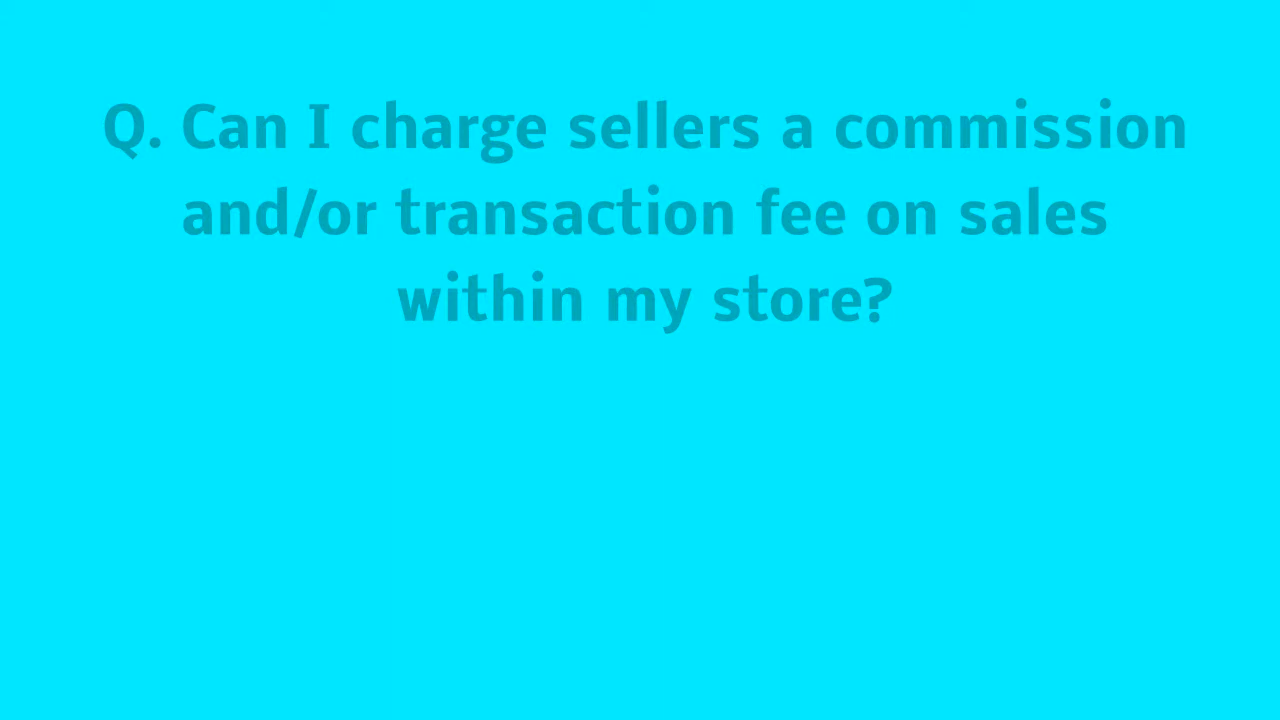 Q. Can I charge sellers a commission
and/or transaction fee on sales
within my store?